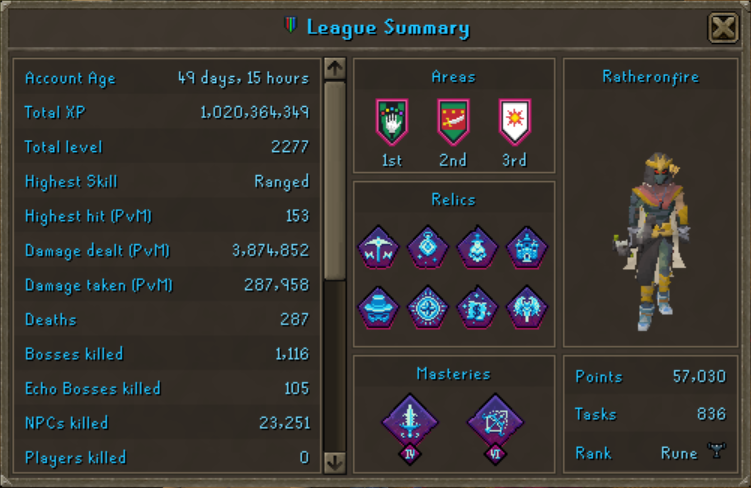 League Summary
Account Age 49 days, 15 hours
Total XP 1,020,364,349
Total level 2277
Highest Skill Ranged
Highest hit (PvM) 153
Damage dealt (PvM) 3,874,852
Damage taken (PvM) 287,958
Deaths 287
Bosses killed 1,116
Echo Bosses killed 105
NPCs killed 23,251
Players killed 0
Areas
1st 2nd 3rd
Relics
Masteries
IV VI
Ratheronfire
Points 57,030
Tasks 836
Rank Rune